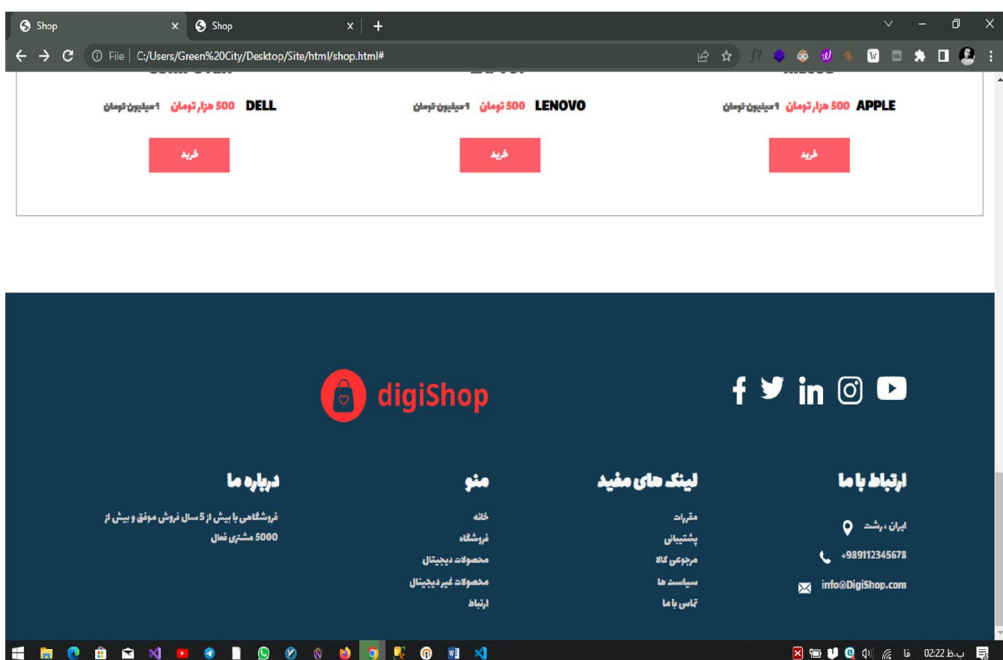 Shop
Shop
File
C:/Users/Green%20City/Desktop/Site/html/shop.html#
APPLE 500 هزار تومان 1 میلیون تومان
LENOVO 500 تومان 1 میلیون تومان
DELL 500 هزار تومان 1 میلیون تومان
خرید
خرید
خرید
digiShop
ارتباط با ما
ایران ، رشت
+989112345678
info@DigiShop.com
لینک های مفید
مقررات
پشتیبانی
مرجوعی کالا
سیاست ها
تماس با ما
منو
خانه
فروشگاه
محصولات دیجیتال
محصولات غیر دیجیتال
ارتباط
درباره ما
فروشگاهی با بیش از 5 سال فروش موفق و بیش از
5000 مشتری فعال
فا
02:22 ب.ظ